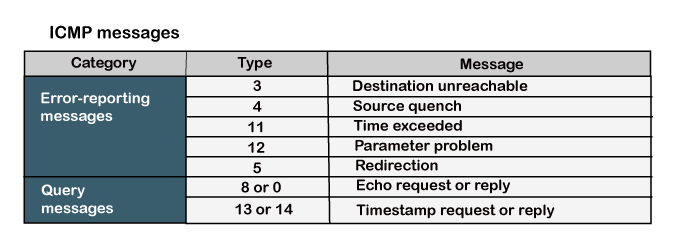 ICMP messages
Category Type Message
Error-reporting messages 3 Destination unreachable
4 Source quench
11 Time exceeded
12 Parameter problem
5 Redirection
Query messages 8 or 0 Echo request or reply
13 or 14 Timestamp request or reply